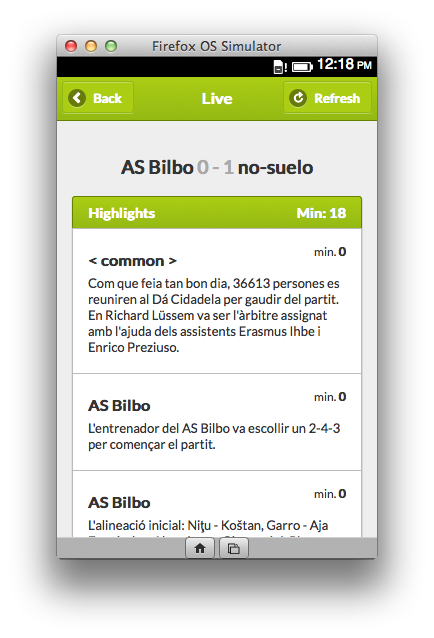 Firefox OS Simulator
12:18 PM
Back
Live
Refresh
AS Bilbo 0 - 1 no-suelo
Highlights Min: 18
min. 0
< common >
Com que feia tan bon dia, 36613 persones es
reuniren al Dá Cidadela per gaudir del partit.
En Richard Lüssem va ser l'àrbitre assignat
amb l'ajuda dels assistents Erasmus Ihbe i
Enrico Preziuso.
min. 0
AS Bilbo
L'entrenador del AS Bilbo va escollir un 2-4-3
per començar el partit.
min. 0
AS Bilbo
L'alineació inicial: Niţu - Koštan, Garro - Aja